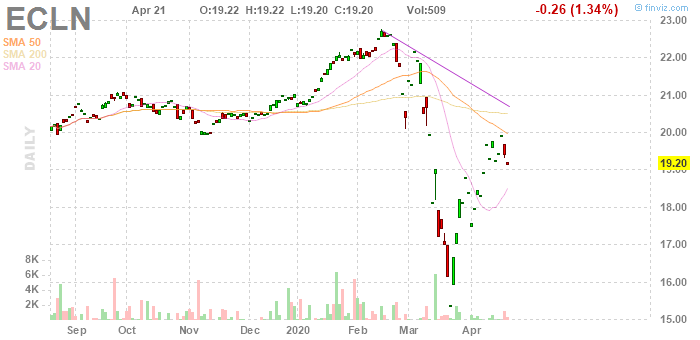 ECLN Apr 21 O:19.22 H:19.22 L:19.20 C:19.20 Vol:509 -0.26 (1.34%) © finviz.com
SMA 50
SMA 200
SMA 20
DAILY
23.00
22.00
21.00
20.00
19.20
19.00
18.00
17.00
16.00
15.00
8K
6K
4K
2K
Sep Oct Nov Dec 2020 Feb Mar Apr